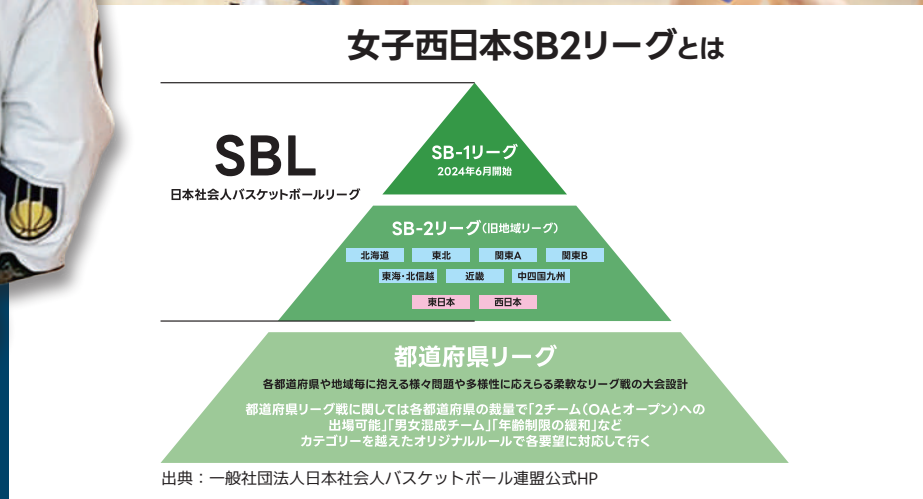 女子西日本SB2リーグとは
SBL
日本社会人バスケットボールリーグ
SB-1リーグ
2024年6月開始
SB-2リーグ(旧地域リーグ)
北海道 東北 関東A 関東B
東海・北信越 近畿 中四国九州
東日本 西日本
都道府県リーグ
各都道府県や地域毎に抱える様々問題や多様性に応えらる柔軟なリーグ戦の大会設計
都道府県リーグ戦に関しては各都道府県の裁量で「2チーム(OAとオープン)への
出場可能」「男女混成チーム」「年齢制限の緩和」など
カテゴリーを越えたオリジナルルールで各要望に対応して行く
出典:一般社団法人日本社会人バスケットボール連盟公式HP